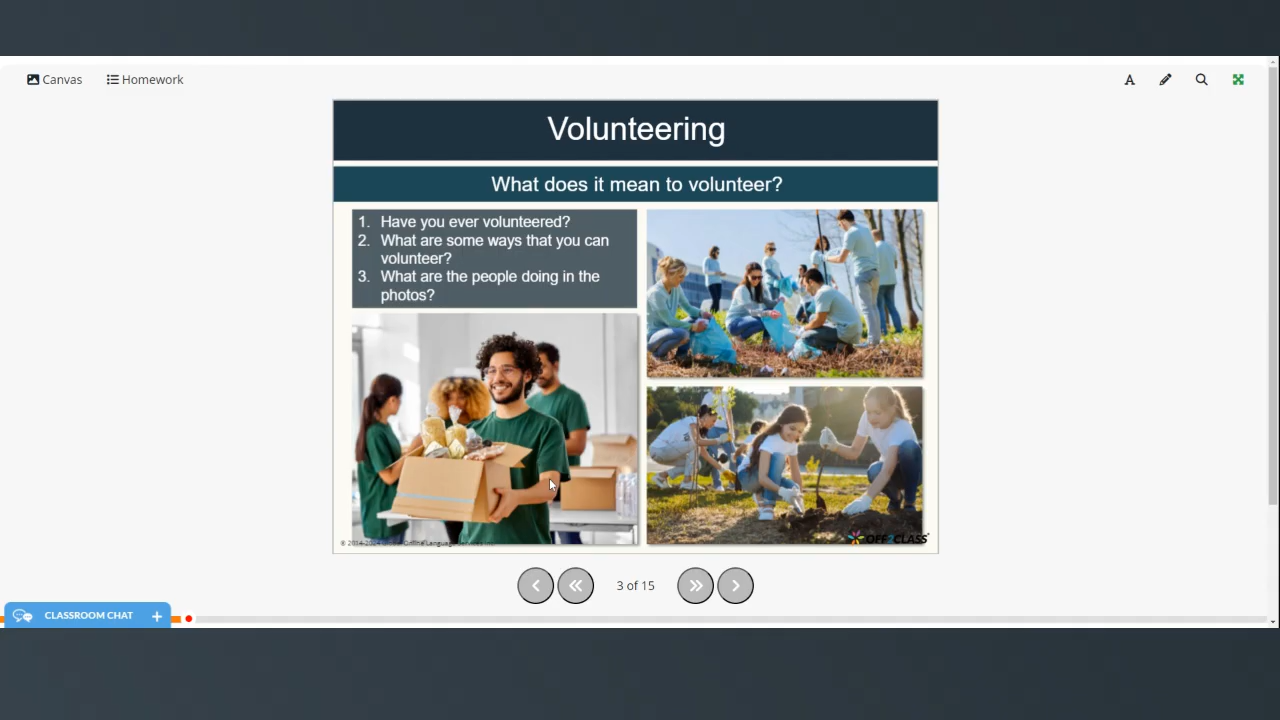 Canvas
Homework
A
Volunteering
What does it mean to volunteer?
1. Have you ever volunteered?
2. What are some ways that you can
volunteer?
3. What are the people doing in the
photos?
OFF2CLASS
3 of 15
CLASSROOM CHAT +